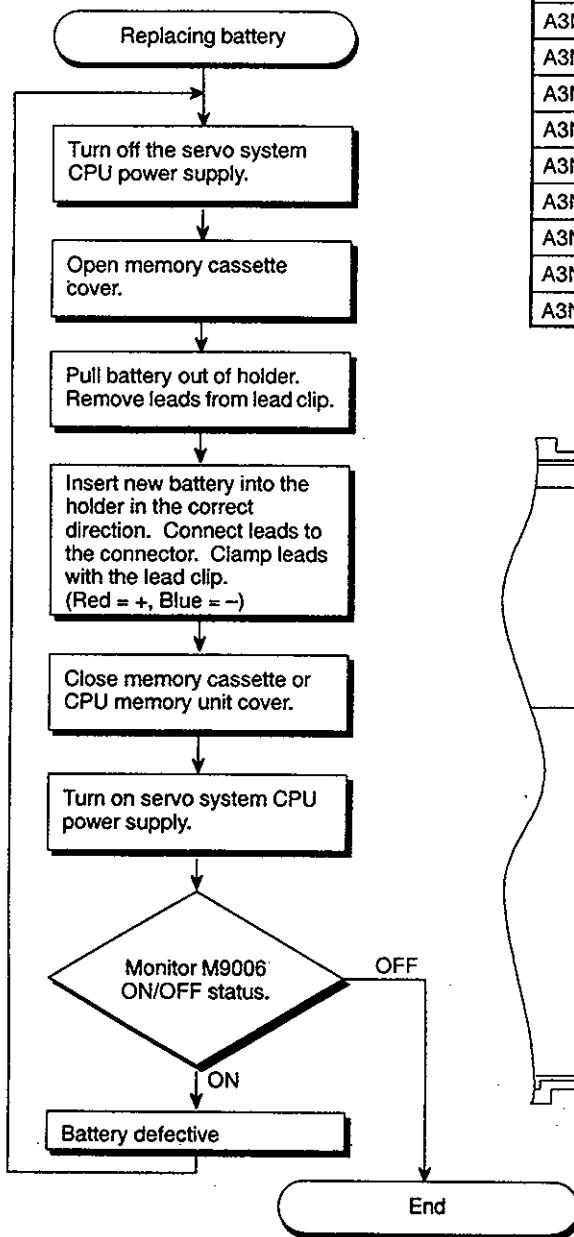 Replacing battery
Turn off the servo system
CPU power supply.
Open memory cassette
cover.
Pull battery out of holder.
Remove leads from lead clip.
Insert new battery into the
holder in the correct
direction. Connect leads to
the connector. Clamp leads
with the lead clip.
(Red = +, Blue = −)
Close memory cassette or
CPU memory unit cover.
Turn on servo system CPU
power supply.
Monitor M9006
ON/OFF status.
OFF
ON
Battery defective
End